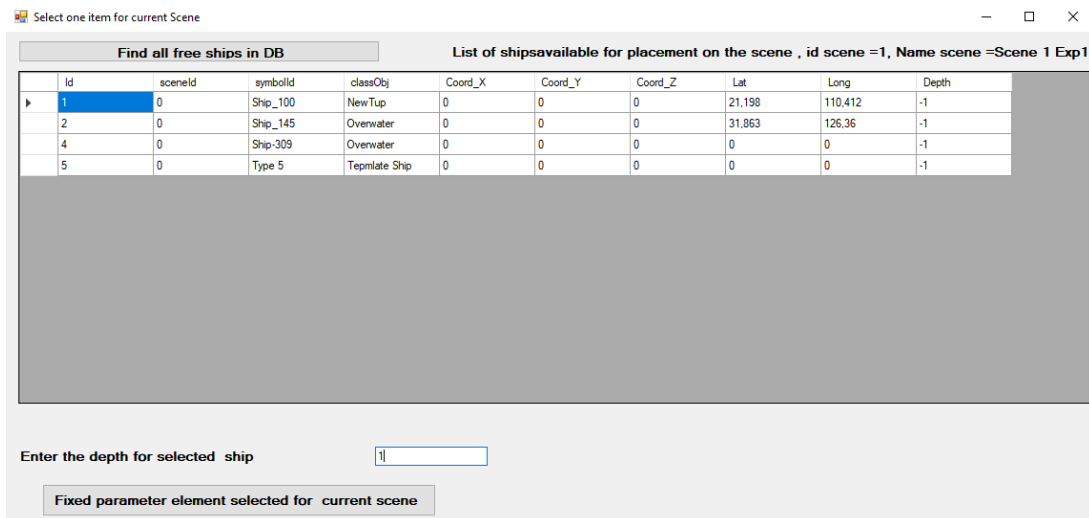 Select one item for current Scene
Find all free ships in DB
List of shipsavailable for placement on the scene , id scene =1, Name scene =Scene 1 Exp1
Id sceneId symbolId classObj Coord_X Coord_Y Coord_Z Lat Long Depth
1 0 Ship_100 NewTup 0 0 0 21,198 110,412 -1
2 0 Ship_145 Overwater 0 0 0 31,863 126,36 -1
4 0 Ship-309 Overwater 0 0 0 0 0 -1
5 0 Type 5 Tepmlate Ship 0 0 0 0 0 -1
Enter the depth for selected ship 1
Fixed parameter element selected for current scene